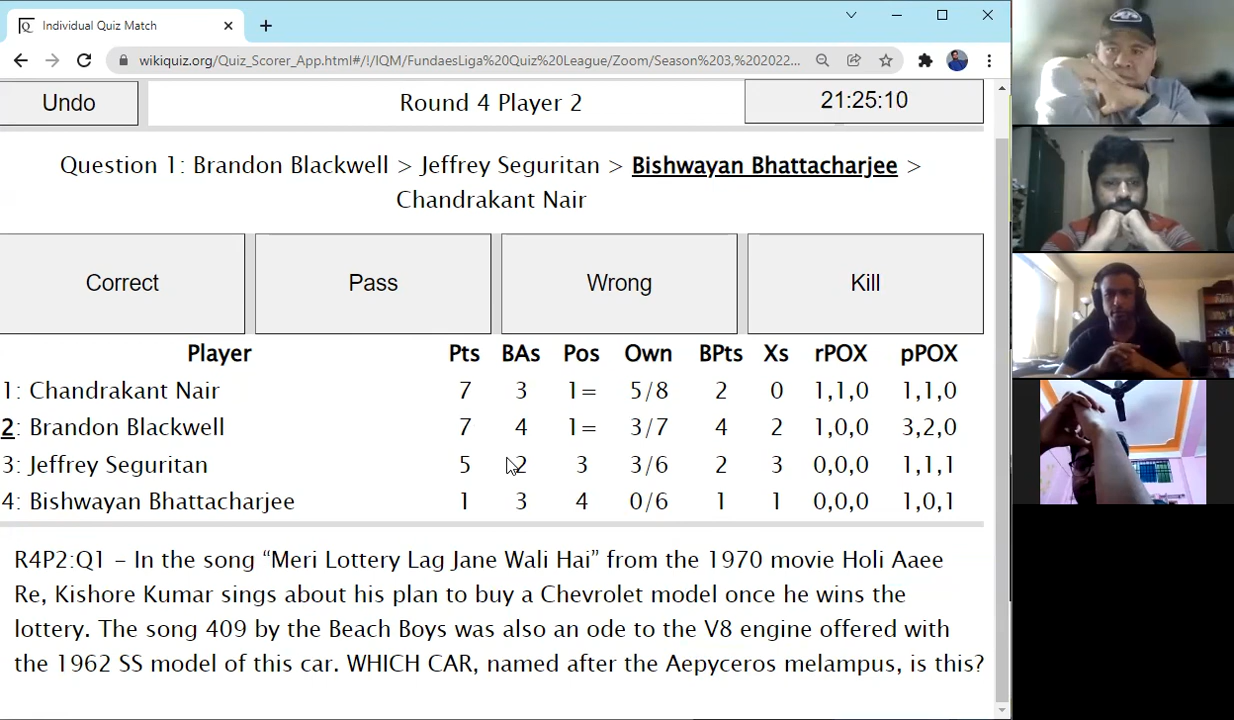 Individual Quiz Match
wikiquiz.org/Quiz_Scorer_App.html#/!/IQM/FundaesLiga%20Quiz%20League/Zoom/Season%203,%202022...
Undo
Round 4 Player 2
21:25:10
Question 1: Brandon Blackwell > Jeffrey Seguritan > Bishwayan Bhattacharjee >
Chandrakant Nair
Correct
Pass
Wrong
Kill
Player Pts BAs Pos Own BPts Xs rPOX pPOX
1: Chandrakant Nair 7 3 1= 5/8 2 0 1,1,0 1,1,0
2: Brandon Blackwell 7 4 1= 3/7 4 2 1,0,0 3,2,0
3: Jeffrey Seguritan 5 2 3 3/6 2 3 0,0,0 1,1,1
4: Bishwayan Bhattacharjee 1 3 4 0/6 1 1 0,0,0 1,0,1
R4P2:Q1 – In the song “Meri Lottery Lag Jane Wali Hai” from the 1970 movie Holi Aaee
Re, Kishore Kumar sings about his plan to buy a Chevrolet model once he wins the
lottery. The song 409 by the Beach Boys was also an ode to the V8 engine offered with
the 1962 SS model of this car. WHICH CAR, named after the Aepyceros melampus, is this?